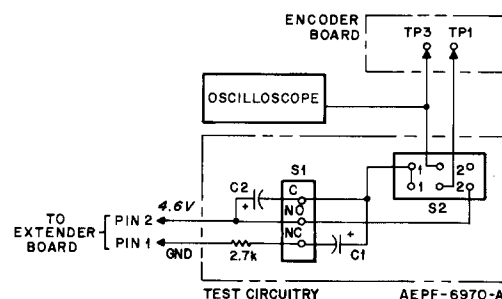 ENCODER
BOARD
TP3 TP1
OSCILLOSCOPE
S1
C2
+
C
NO
NC
1 2
1 2
S2
4.6V
TO
EXTENDER
BOARD
PIN 2
PIN 1
GND
2.7k
+
C1
TEST CIRCUITRY
AEPF-6970-A